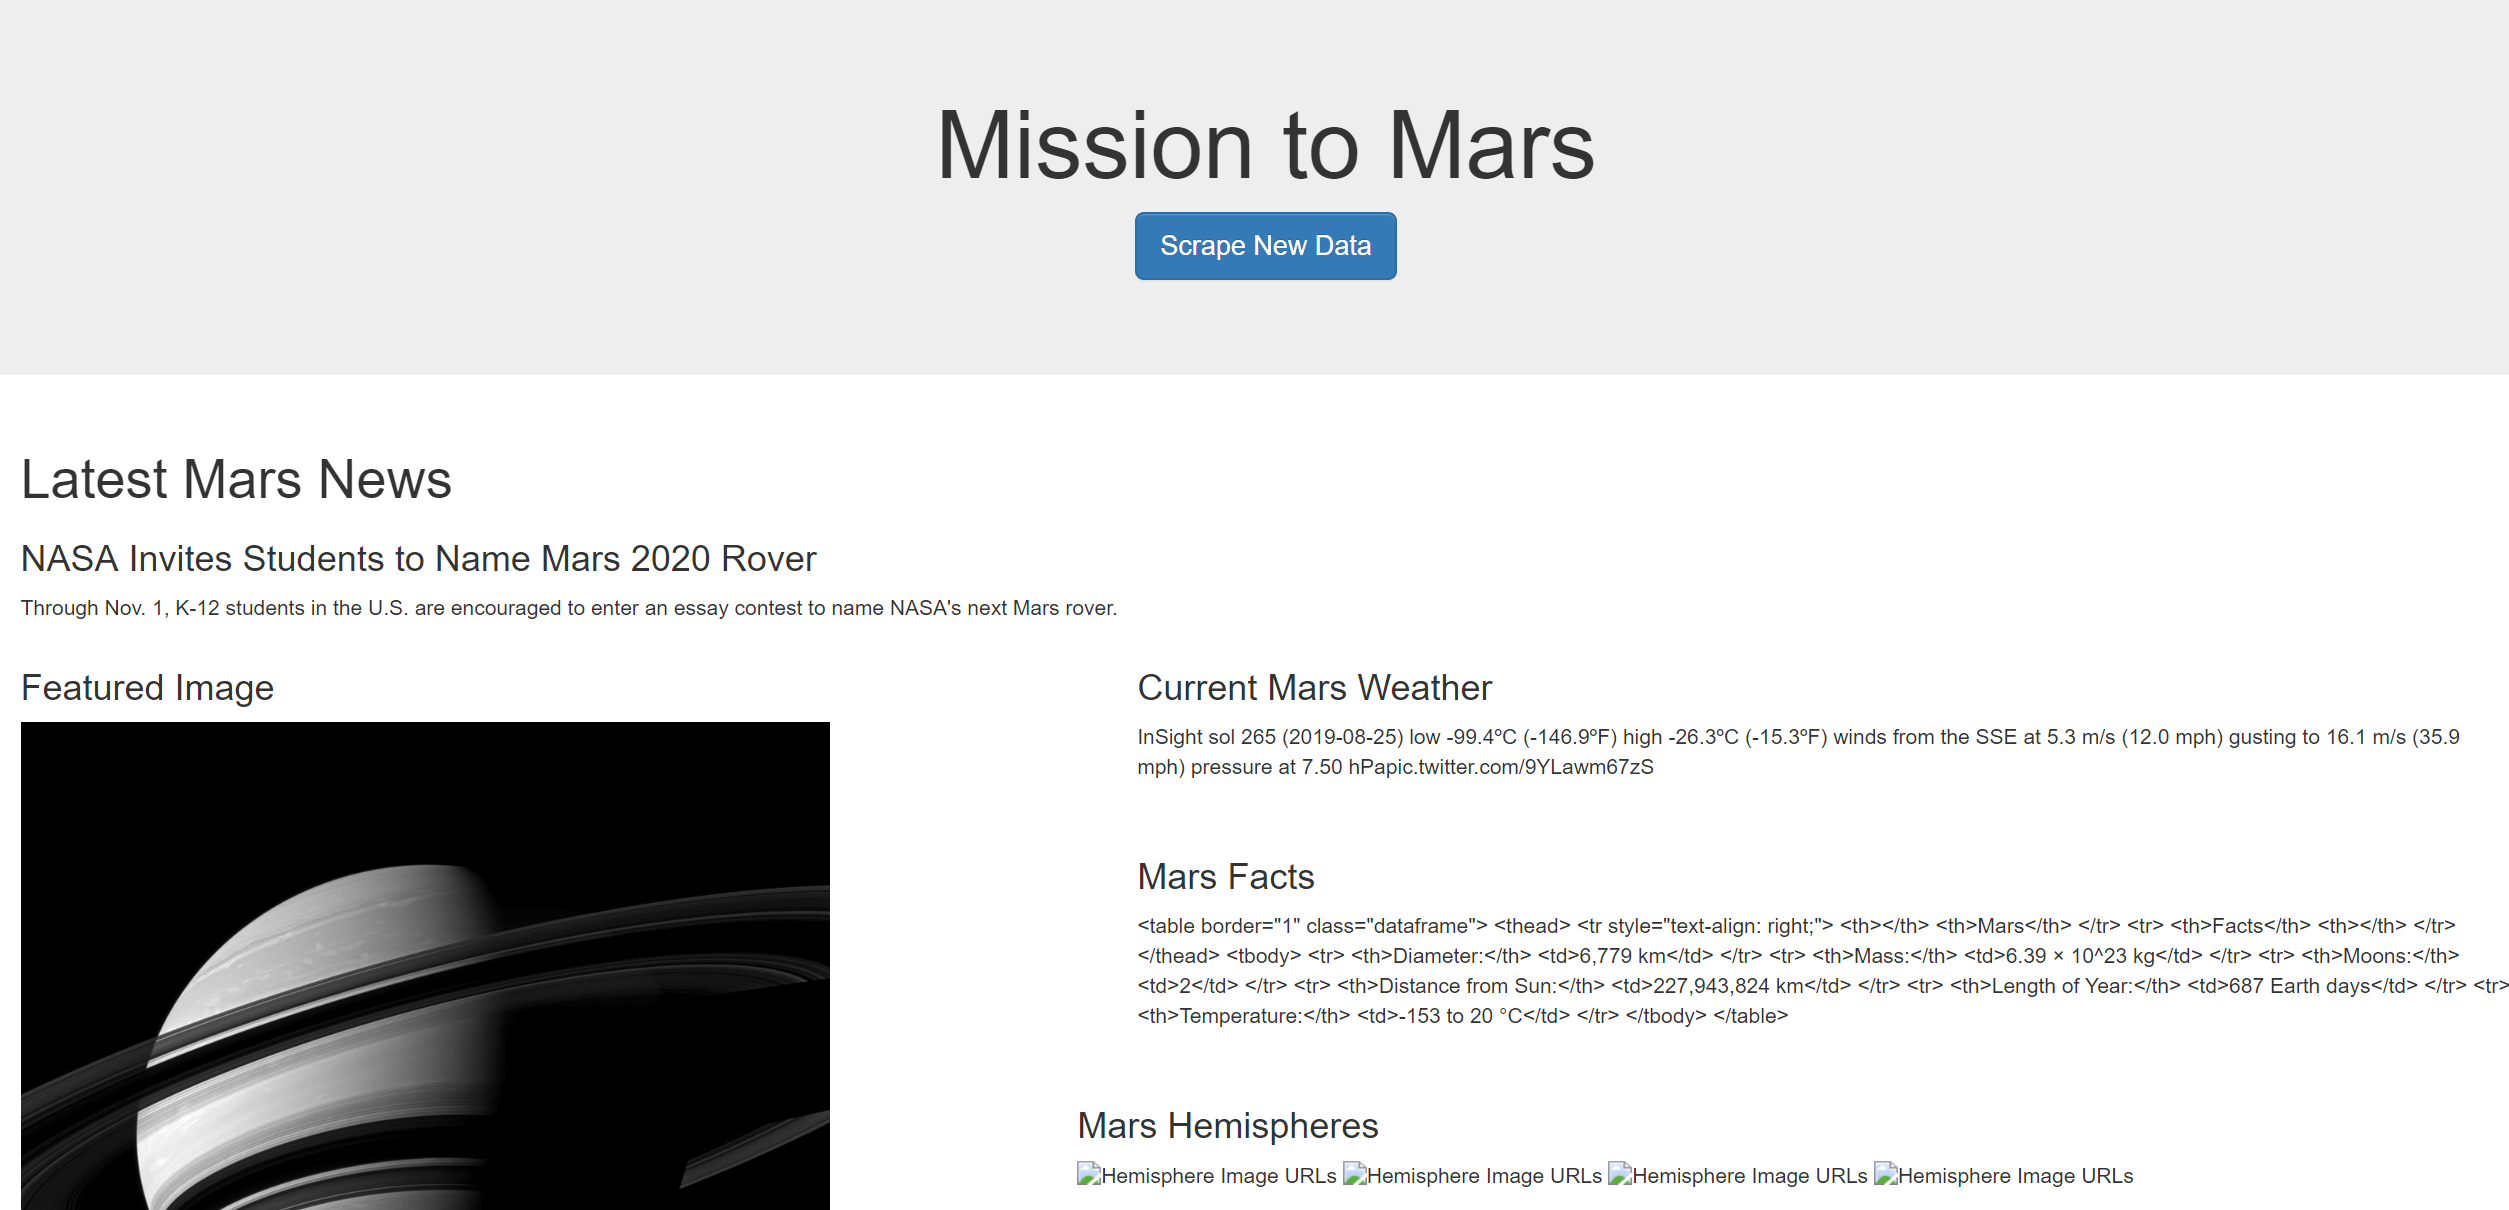 Mission to Mars
Scrape New Data
Latest Mars News
NASA Invites Students to Name Mars 2020 Rover
Through Nov. 1, K-12 students in the U.S. are encouraged to enter an essay contest to name NASA's next Mars rover.
Featured Image
Current Mars Weather
InSight sol 265 (2019-08-25) low -99.4ºC (-146.9ºF) high -26.3ºC (-15.3ºF) winds from the SSE at 5.3 m/s (12.0 mph) gusting to 16.1 m/s (35.9
mph) pressure at 7.50 hPapic.twitter.com/9YLawm67zS
Mars Facts
<table border="1" class="dataframe"> <thead> <tr style="text-align: right;"> <th></th> <th>Mars</th> </tr> <tr> <th>Facts</th> <th></th> </tr>
</thead> <tbody> <tr> <th>Diameter:</th> <td>6,779 km</td> </tr> <tr> <th>Mass:</th> <td>6.39 × 10^23 kg</td> </tr> <tr> <th>Moons:</th>
<td>2</td> </tr> <tr> <th>Distance from Sun:</th> <td>227,943,824 km</td> </tr> <tr> <th>Length of Year:</th> <td>687 Earth days</td> </tr> <tr>
<th>Temperature:</th> <td>-153 to 20 °C</td> </tr> </tbody> </table>
Mars Hemispheres
Hemisphere Image URLs Hemisphere Image URLs Hemisphere Image URLs Hemisphere Image URLs